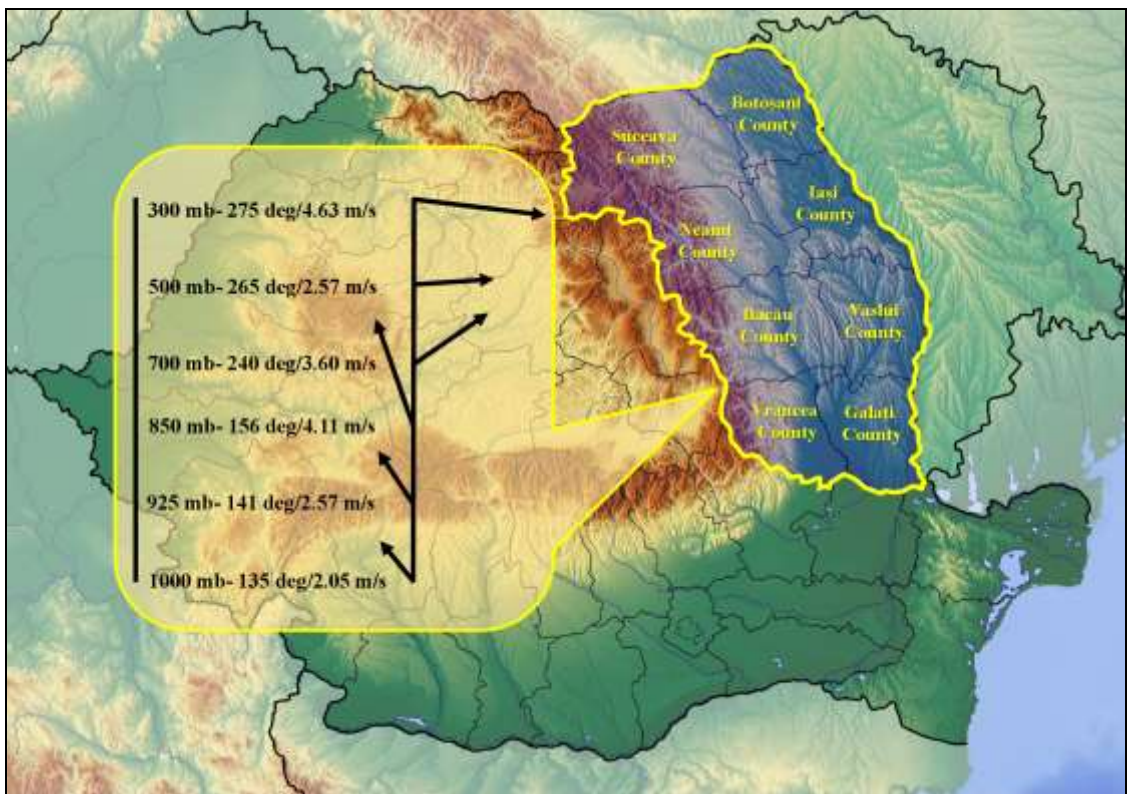 Botosani
County
Suceava
County
Iasi
County
300 mb- 275 deg/4.63 m/s
Neamt
County
500 mb- 265 deg/2.57 m/s
Bacau
County
Vaslui
County
700 mb- 240 deg/3.60 m/s
850 mb- 156 deg/4.11 m/s
Vrancea
County
Galati
County
925 mb- 141 deg/2.57 m/s
1000 mb- 135 deg/2.05 m/s